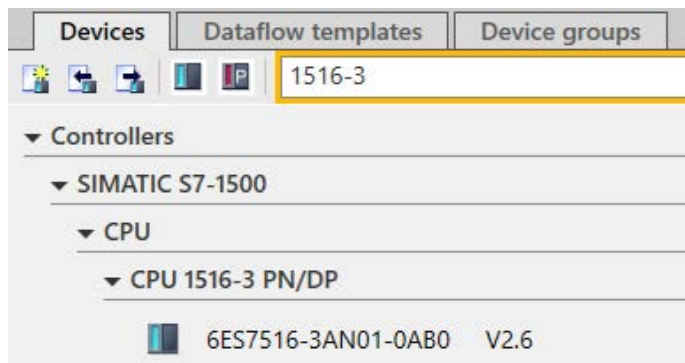 Devices Dataflow templates Device groups
1516-3
Controllers
SIMATIC S7-1500
CPU
CPU 1516-3 PN/DP
6ES7516-3AN01-0AB0 V2.6